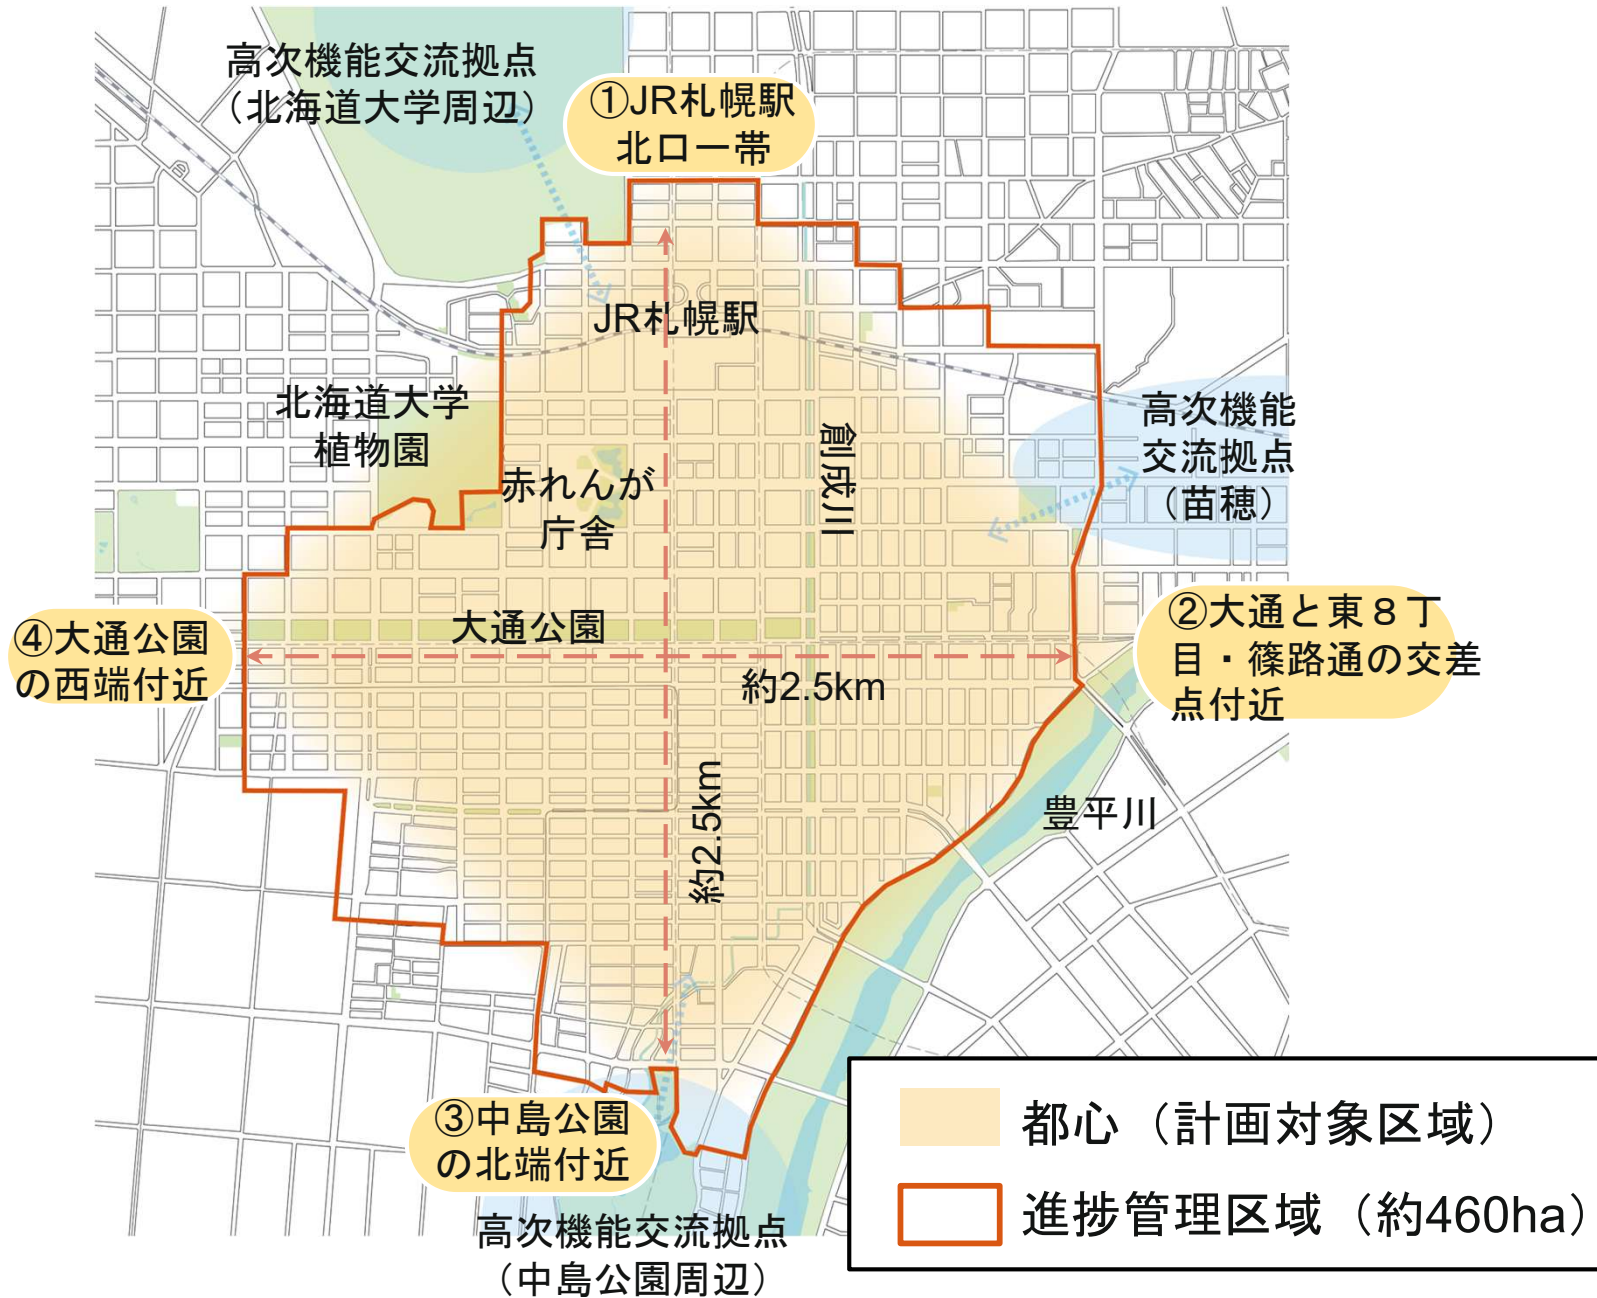 高次機能交流拠点
（北海道大学周辺）
①JR札幌駅
北口一帯
JR札幌駅
北海道大学
植物園
赤れんが
庁舎
創成川
高次機能
交流拠点
（苗穂）
大通公園
④大通公園
の西端付近
②大通と東８丁
目・篠路通の交差
点付近
約2.5km
約2.5km
豊平川
③中島公園
の北端付近
高次機能交流拠点
（中島公園周辺）
都心（計画対象区域）
進捗管理区域（約460ha）